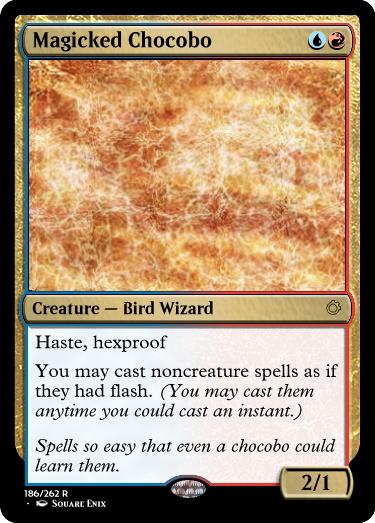 Magicked Chocobo
Creature — Bird Wizard
Haste, hexproof
You may cast noncreature spells as if
they had flash. (You may cast them
anytime you could cast an instant.)
Spells so easy that even a chocobo could
learn them.
2/1
186/262 R
· Square Enix